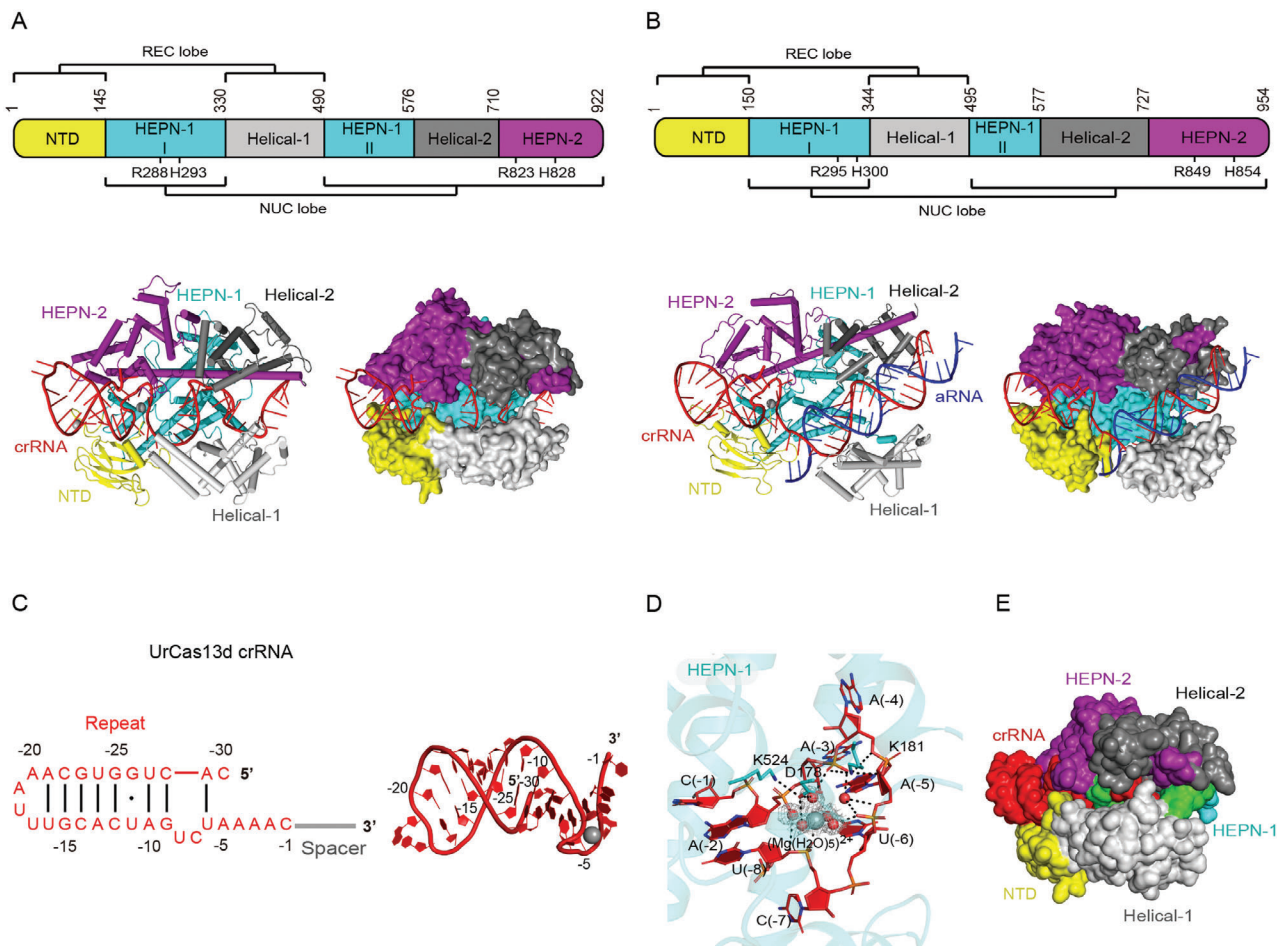 A
REC lobe
1
145
330
490
576
710
922
NTD
HEPN-1
I
Helical-1
HEPN-1
II
Helical-2
HEPN-2
R288 H293
R823 H828
NUC lobe
HEPN-2
HEPN-1
Helical-2
crRNA
NTD
Helical-1
B
REC lobe
1
150
344
495
577
727
954
NTD
HEPN-1
I
Helical-1
HEPN-1
II
Helical-2
HEPN-2
R295 H300
R849 H854
NUC lobe
HEPN-2
HEPN-1
Helical-2
aRNA
crRNA
NTD
Helical-1
C
UrCas13d crRNA
Repeat
-20 -25 -30
AACGUGGUC AC 5'
A
U
UUGCACUGAU
C
U
UAAAAC
3'
-15 -10 -5 -1 Spacer
3'
-1
-10
5'
-30
-20
-25
-15
-5
D
HEPN-1
A(-4)
A(-3)
K181
K524
D178
C(-1)
A(-5)
A(-2)
(Mg(H2O)5)2+
U(-6)
U(-8)
C(-7)
E
HEPN-2
Helical-2
crRNA
HEPN-1
NTD
Helical-1